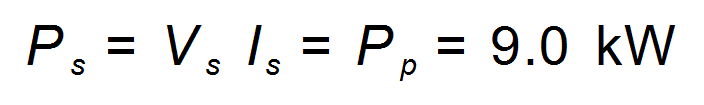 Pₛ = Vₛ Iₛ = Pₚ = 9.0 kW